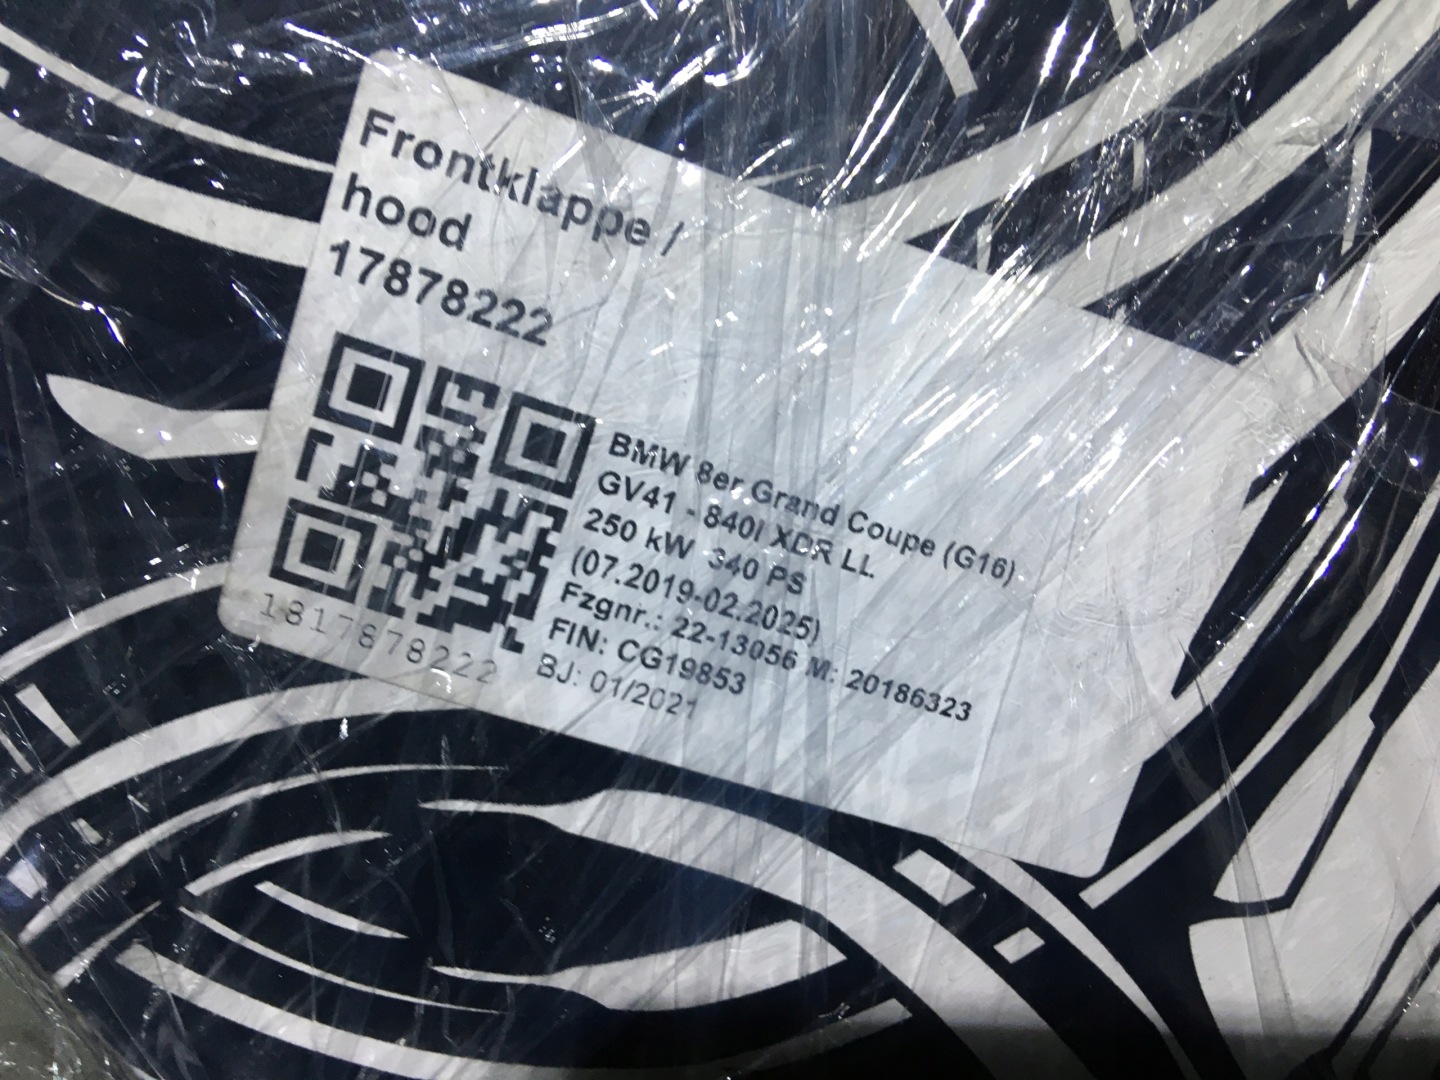 Frontklappe /
hood
17878222
BMW 8er Grand Coupe (G16)
GV41 - 840I XDR LL
250 kW 340 PS
(07.2019-02.2025)
Fzgnr.: 22-13056 M: 20186323
FIN: CG19853
BJ: 01/2021
1817878222